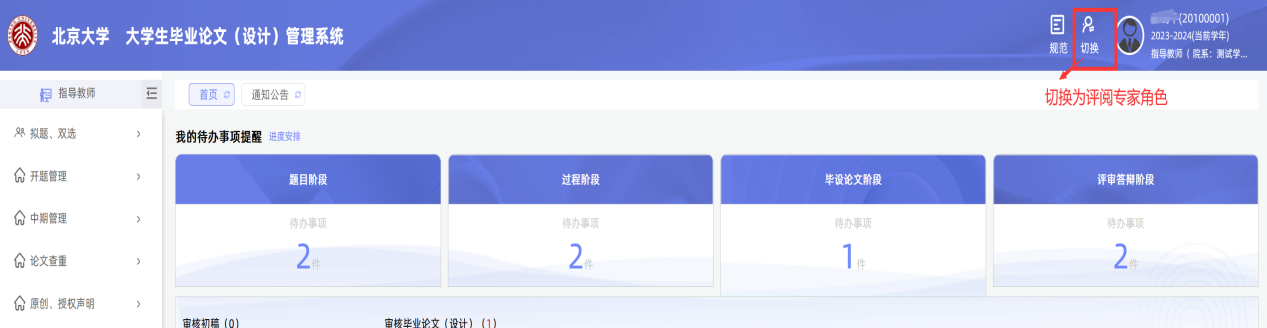 北京大学 大学生毕业论文（设计）管理系统
规范
切换
(20100001)
2023-2024(当前学年)
指导教师（ 院系：测试学...
切换为评阅专家角色
指导教师
首页
通知公告
拟题、双选
开题管理
中期管理
论文查重
原创、授权声明
我的待办事项提醒 进度安排
题目阶段
待办事项
2件
过程阶段
待办事项
2件
毕设论文阶段
待办事项
1件
评审答辩阶段
待办事项
2件
审核初稿（0）
审核毕业论文（设计）（1）